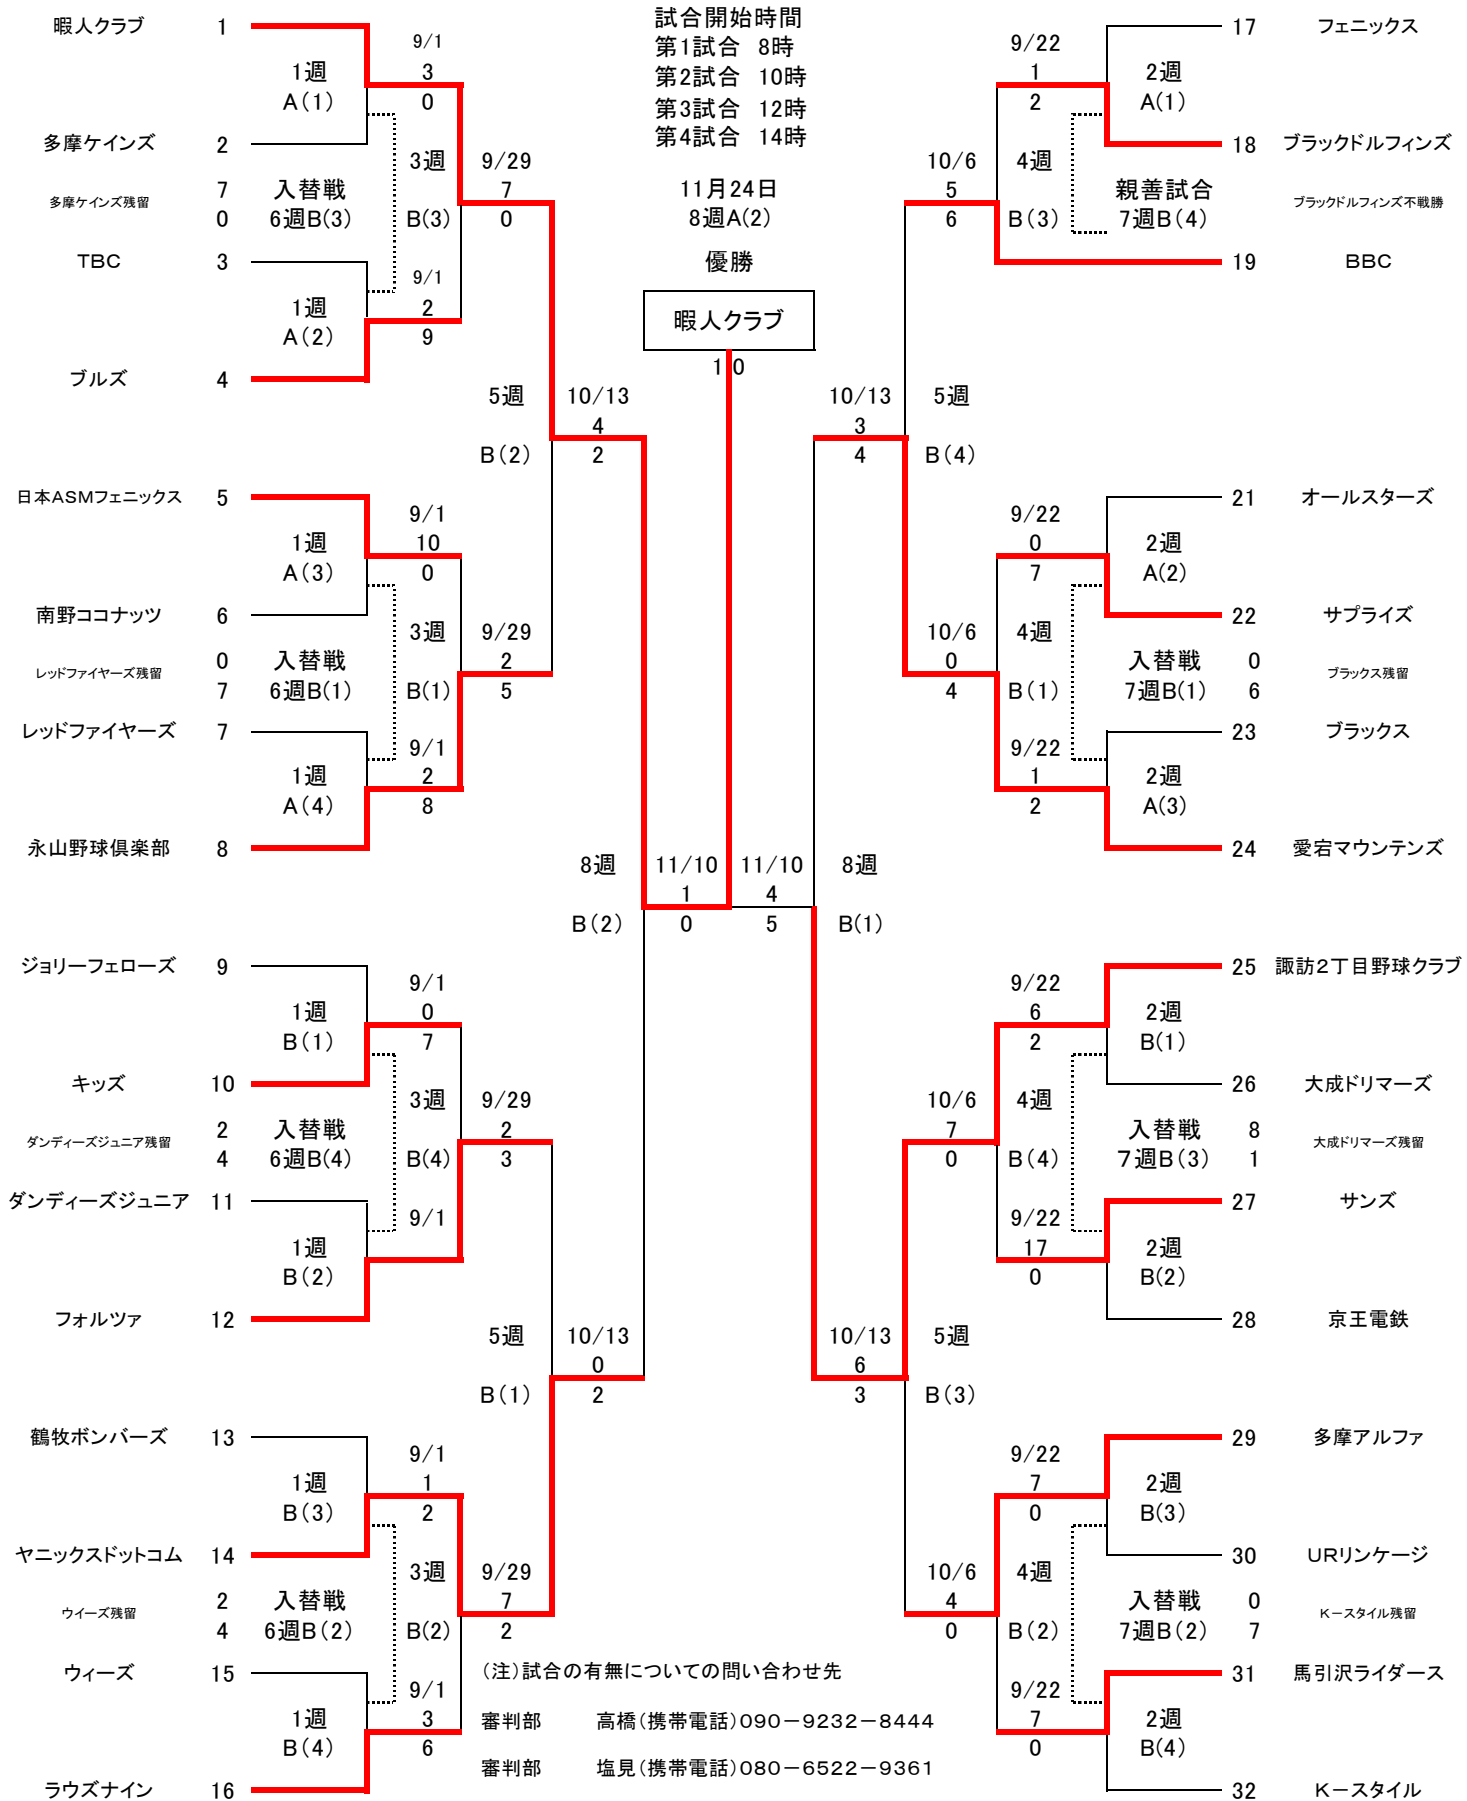 試合開始時間
第1試合 8時
第2試合 10時
第3試合 12時
第4試合 14時
11月24日
8週A(2)
優勝
暇人クラブ
1 0
暇人クラブ 1
9/1
1週 3
A(1) 0
多摩ケインズ 2
3週 9/29
7 入替戦 7
多摩ケインズ残留
0 6週B(3) B(3) 0
TBC 3
9/1
1週 2
A(2) 9
ブルズ 4
5週 10/13
4
B(2) 2
日本ASMフェニックス 5
9/1
1週 10
A(3) 0
南野ココナッツ 6
3週 9/29
0 入替戦 2
レッドファイヤーズ残留
7 6週B(1) B(1) 5
レッドファイヤーズ 7
9/1
1週 2
A(4) 8
永山野球倶楽部 8
8週 11/10
1
B(2) 0
ジョリーフェローズ 9
9/1
1週 0
B(1) 7
キッズ 10
3週 9/29
2 入替戦 2
ダンディーズジュニア残留
4 6週B(4) B(4) 3
ダンディーズジュニア 11
9/1
1週
B(2)
フォルツァ 12
5週 10/13
0
B(1) 2
鶴牧ボンバーズ 13
9/1
1週 1
B(3) 2
ヤニックスドットコム 14
3週 9/29
2 入替戦 7
ウイーズ残留
4 6週B(2) B(2) 2
ウィーズ 15
9/1
1週 3
B(4) 6
ラウズナイン 16
17 フェニックス
9/22
1 2週
2 A(1)
18 ブラックドルフィンズ
10/6 4週
5 親善試合
ブラックドルフィンズ不戦勝
6 B(3) 7週B(4)
19 BBC
10/13 5週
3
4 B(4)
21 オールスターズ
9/22
0 2週
7 A(2)
22 サプライズ
10/6 4週
0 入替戦 0
ブラックス残留
4 B(1) 7週B(1) 6
23 ブラックス
9/22
1 2週
2 A(3)
24 愛宕マウンテンズ
11/10 8週
4
5 B(1)
25 諏訪2丁目野球クラブ
9/22
6 2週
2 B(1)
26 大成ドリマーズ
10/6 4週
7 入替戦 8
大成ドリマーズ残留
0 B(4) 7週B(3) 1
27 サンズ
9/22
17 2週
0 B(2)
28 京王電鉄
10/13 5週
6
3 B(3)
29 多摩アルファ
9/22
7 2週
0 B(3)
30 URリンケージ
10/6 4週
4 入替戦 0
K-スタイル残留
0 B(2) 7週B(2) 7
31 馬引沢ライダース
9/22
7 2週
0 B(4)
32 K-スタイル
(注)試合の有無についての問い合わせ先
審判部 高橋(携帯電話)090-9232-8444
審判部 塩見(携帯電話)080-6522-9361